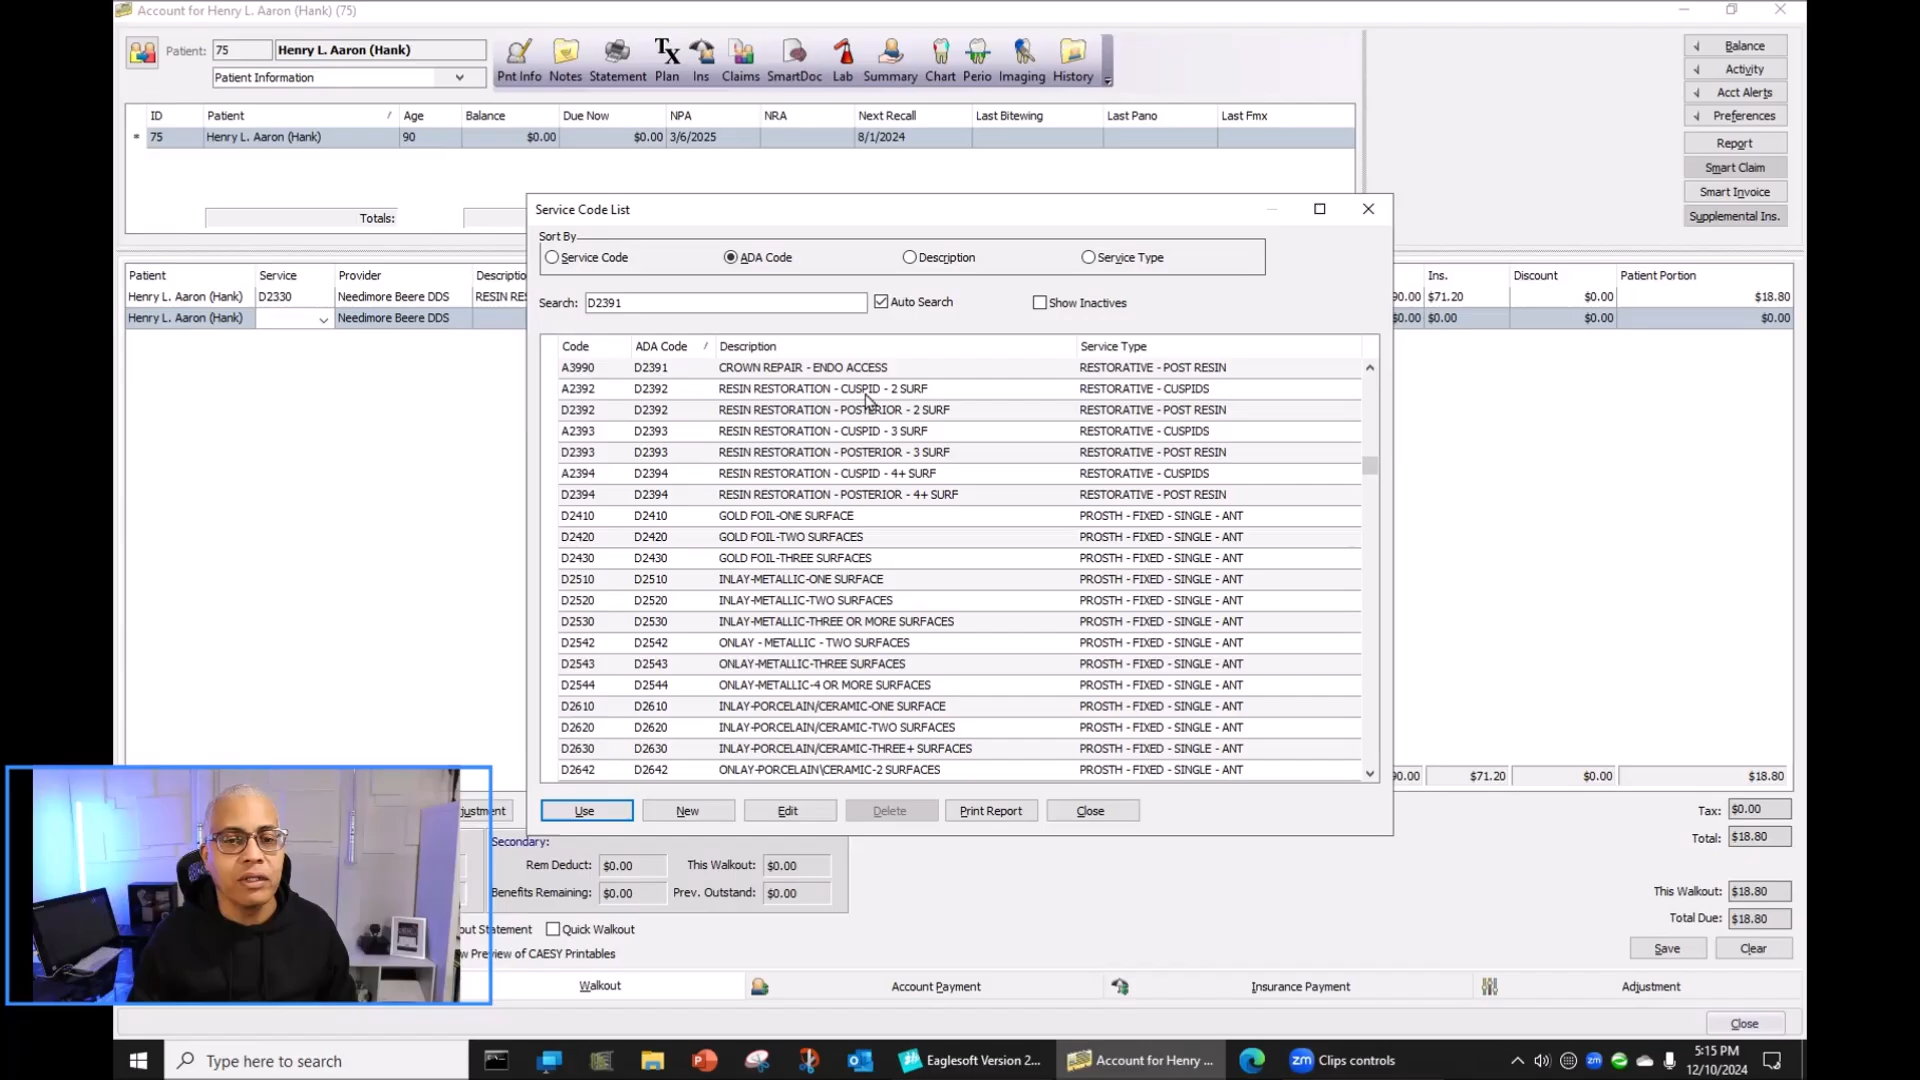 Account for Henry L. Aaron (Hank) (75)
Patient: 75 Henry L. Aaron (Hank)
Patient Information
Pnt Info Notes Statement Plan Ins Claims SmartDoc Lab Summary Chart Perio Imaging History
Tx
Balance
Activity
Acct Alerts
Preferences
Report
Smart Claim
Smart Invoice
Supplemental Ins.
ID Patient / Age Balance Due Now NPA NRA Next Recall Last Bitewing Last Pano Last Fmx
* 75 Henry L. Aaron (Hank) 90 $0.00 $0.00 3/6/2025 8/1/2024
Totals:
Patient Service Provider Descriptio Ins. Discount Patient Portion
Henry L. Aaron (Hank) D2330 Needimore Beere DDS RESIN RES 90.00 $71.20 $0.00 $18.80
Henry L. Aaron (Hank) Needimore Beere DDS $0.00 $0.00 $0.00 $0.00
Service Code List
Sort By
Service Code ADA Code Description Service Type
Search: D2391 Auto Search Show Inactives
Code ADA Code / Description Service Type
A3990 D2391 CROWN REPAIR - ENDO ACCESS RESTORATIVE - POST RESIN
A2392 D2392 RESIN RESTORATION - CUSPID - 2 SURF RESTORATIVE - CUSPIDS
D2392 D2392 RESIN RESTORATION - POSTERIOR - 2 SURF RESTORATIVE - POST RESIN
A2393 D2393 RESIN RESTORATION - CUSPID - 3 SURF RESTORATIVE - CUSPIDS
D2393 D2393 RESIN RESTORATION - POSTERIOR - 3 SURF RESTORATIVE - POST RESIN
A2394 D2394 RESIN RESTORATION - CUSPID - 4+ SURF RESTORATIVE - CUSPIDS
D2394 D2394 RESIN RESTORATION - POSTERIOR - 4+ SURF RESTORATIVE - POST RESIN
D2410 D2410 GOLD FOIL-ONE SURFACE PROSTH - FIXED - SINGLE - ANT
D2420 D2420 GOLD FOIL-TWO SURFACES PROSTH - FIXED - SINGLE - ANT
D2430 D2430 GOLD FOIL-THREE SURFACES PROSTH - FIXED - SINGLE - ANT
D2510 D2510 INLAY-METALLIC-ONE SURFACE PROSTH - FIXED - SINGLE - ANT
D2520 D2520 INLAY-METALLIC-TWO SURFACES PROSTH - FIXED - SINGLE - ANT
D2530 D2530 INLAY-METALLIC-THREE OR MORE SURFACES PROSTH - FIXED - SINGLE - ANT
D2542 D2542 ONLAY - METALLIC - TWO SURFACES PROSTH - FIXED - SINGLE - ANT
D2543 D2543 ONLAY-METALLIC-THREE SURFACES PROSTH - FIXED - SINGLE - ANT
D2544 D2544 ONLAY-METALLIC-4 OR MORE SURFACES PROSTH - FIXED - SINGLE - ANT
D2610 D2610 INLAY-PORCELAIN/CERAMIC-ONE SURFACE PROSTH - FIXED - SINGLE - ANT
D2620 D2620 INLAY-PORCELAIN/CERAMIC-TWO SURFACES PROSTH - FIXED - SINGLE - ANT
D2630 D2630 INLAY-PORCELAIN/CERAMIC-THREE+ SURFACES PROSTH - FIXED - SINGLE - ANT
D2642 D2642 ONLAY-PORCELAIN\CERAMIC-2 SURFACES PROSTH - FIXED - SINGLE - ANT
90.00 $71.20 $0.00 $18.80
Use New Edit Delete Print Report Close
justment
Tax: $0.00
Total: $18.80
Secondary:
Rem Deduct: $0.00 This Walkout: $0.00
Benefits Remaining: $0.00 Prev. Outstand: $0.00
This Walkout: $18.80
Total Due: $18.80
out Statement Quick Walkout
w Preview of CAESY Printables
Save Clear
Walkout Account Payment Insurance Payment Adjustment
Close
Type here to search
Eaglesoft Version 2... Account for Henry ... zm Clips controls
5:15 PM
12/10/2024